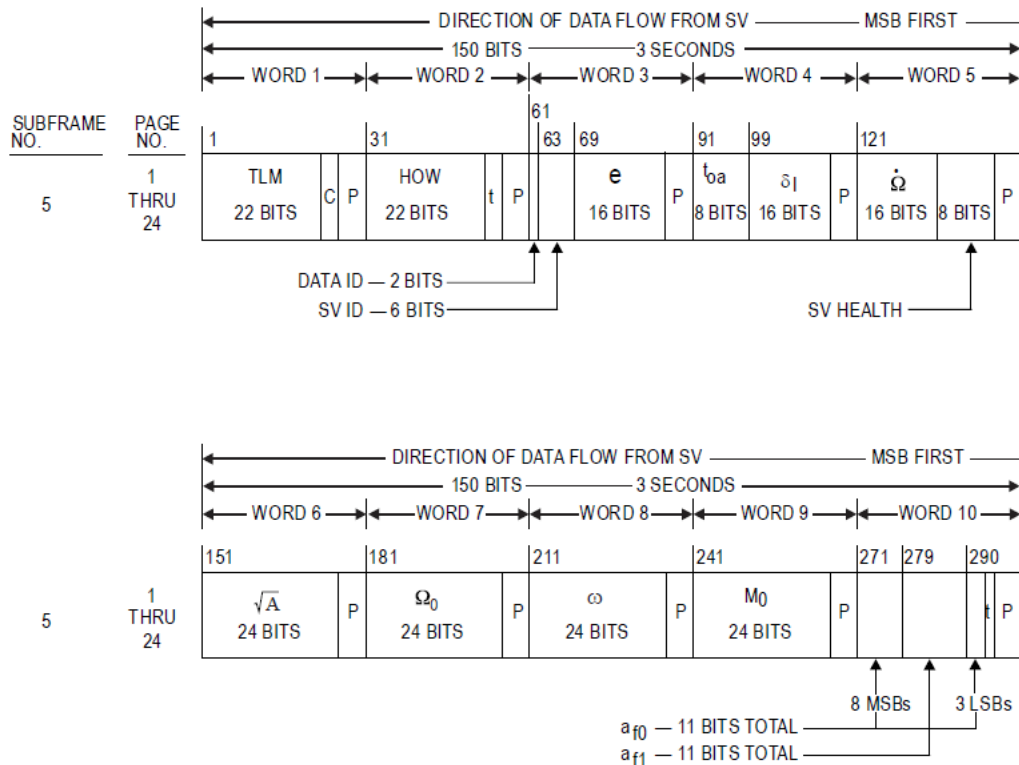 DIRECTION OF DATA FLOW FROM SV MSB FIRST
150 BITS 3 SECONDS
WORD 1 WORD 2 WORD 3 WORD 4 WORD 5
SUBFRAME NO. PAGE NO.
1 31 61 63 69 91 99 121
5 1 THRU 24
TLM 22 BITS C P HOW 22 BITS t P e 16 BITS P t_oa 8 BITS δ_I 16 BITS P Ω̇ 16 BITS 8 BITS P
DATA ID — 2 BITS
SV ID — 6 BITS SV HEALTH
DIRECTION OF DATA FLOW FROM SV MSB FIRST
150 BITS 3 SECONDS
WORD 6 WORD 7 WORD 8 WORD 9 WORD 10
151 181 211 241 271 279 290
5 1 THRU 24
√A 24 BITS P Ω₀ 24 BITS P ω 24 BITS P M₀ 24 BITS P t P
8 MSBs 3 LSBs
a_f0 — 11 BITS TOTAL
a_f1 — 11 BITS TOTAL